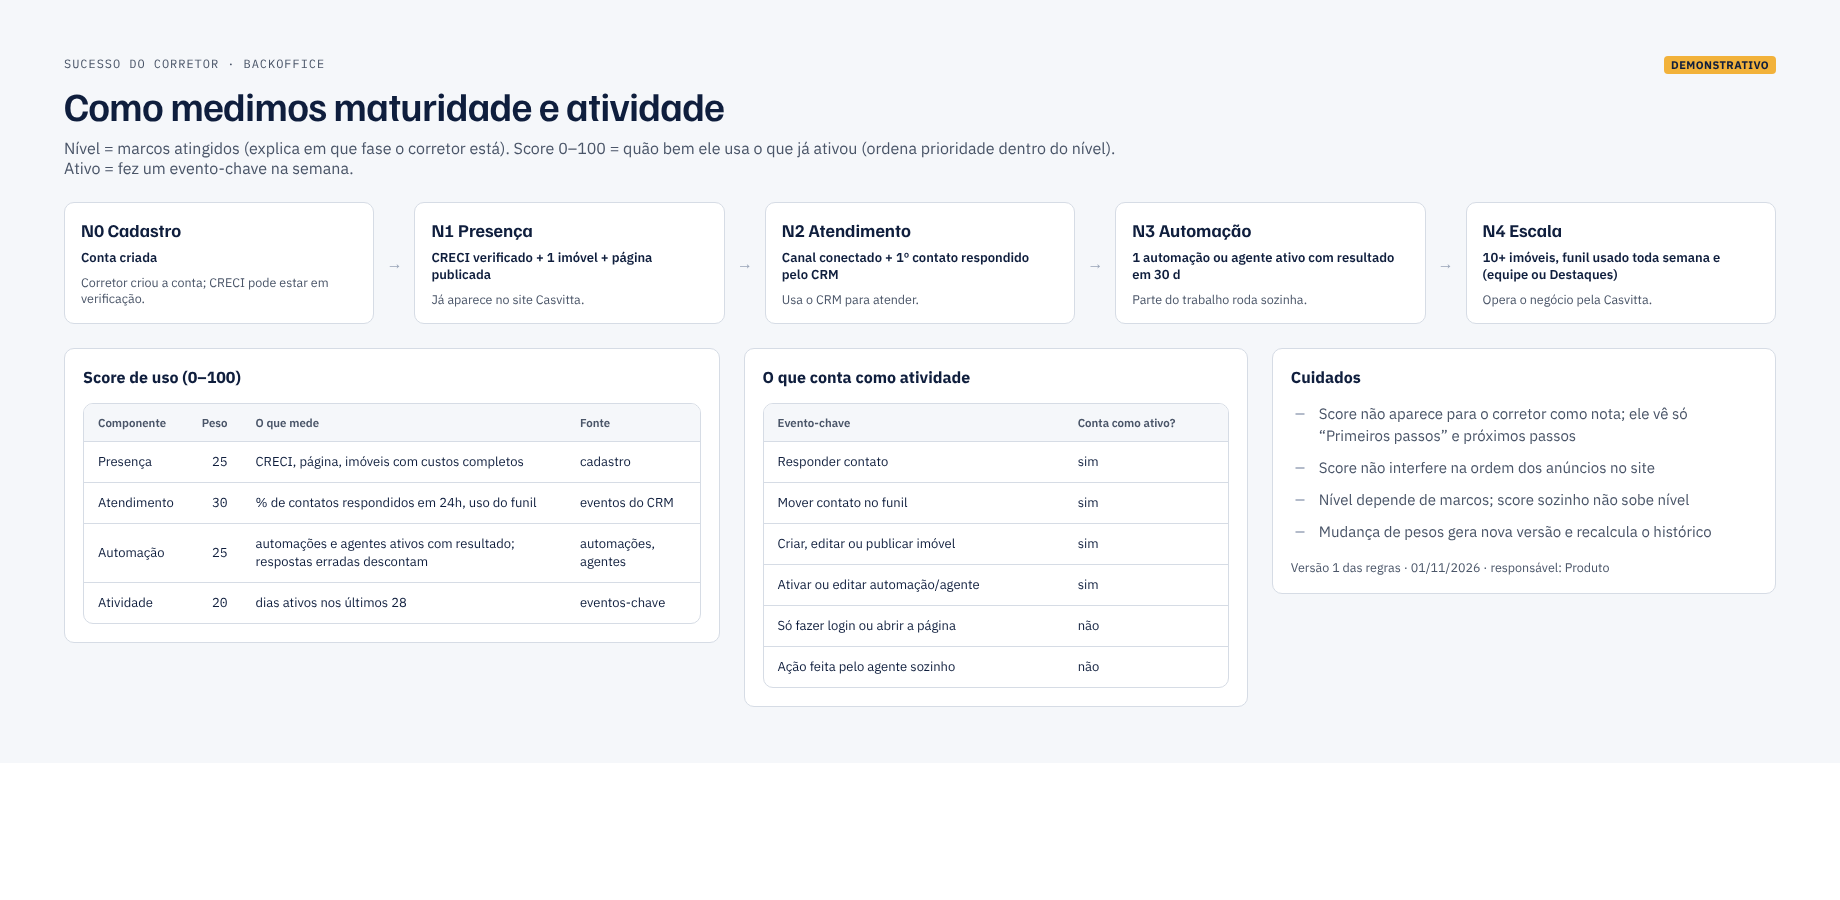 SUCESSO DO CORRETOR · BACKOFFICE
DEMONSTRATIVO
Como medimos maturidade e atividade
Nível = marcos atingidos (explica em que fase o corretor está). Score 0–100 = quão bem ele usa o que já ativou (ordena prioridade dentro do nível).
Ativo = fez um evento-chave na semana.
N0 Cadastro
Conta criada
Corretor criou a conta; CRECI pode estar em
verificação.
→
N1 Presença
CRECI verificado + 1 imóvel + página
publicada
Já aparece no site Casvitta.
→
N2 Atendimento
Canal conectado + 1º contato respondido
pelo CRM
Usa o CRM para atender.
→
N3 Automação
1 automação ou agente ativo com resultado
em 30 d
Parte do trabalho roda sozinha.
→
N4 Escala
10+ imóveis, funil usado toda semana e
(equipe ou Destaques)
Opera o negócio pela Casvitta.
Score de uso (0–100)
Componente Peso O que mede Fonte
Presença 25 CRECI, página, imóveis com custos completos cadastro
Atendimento 30 % de contatos respondidos em 24h, uso do funil eventos do CRM
Automação 25 automações e agentes ativos com resultado; automações,
respostas erradas descontam agentes
Atividade 20 dias ativos nos últimos 28 eventos-chave
O que conta como atividade
Evento-chave Conta como ativo?
Responder contato sim
Mover contato no funil sim
Criar, editar ou publicar imóvel sim
Ativar ou editar automação/agente sim
Só fazer login ou abrir a página não
Ação feita pelo agente sozinho não
Cuidados
— Score não aparece para o corretor como nota; ele vê só
“Primeiros passos” e próximos passos
— Score não interfere na ordem dos anúncios no site
— Nível depende de marcos; score sozinho não sobe nível
— Mudança de pesos gera nova versão e recalcula o histórico
Versão 1 das regras · 01/11/2026 · responsável: Produto